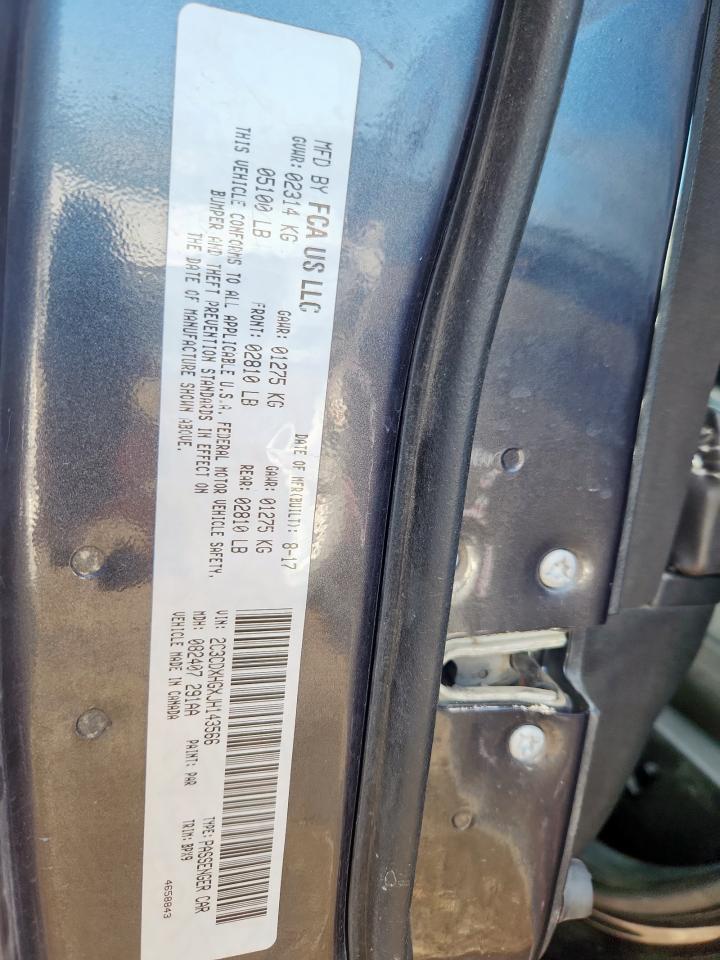 MFD BY FCA US LLC
DATE OF MFR(BUILT): 8-17
GVWR: 02314 KG GAWR: 01275 KG GAWR: 01275 KG
05100 LB FRONT: 02810 LB REAR: 02810 LB
THIS VEHICLE CONFORMS TO ALL APPLICABLE U.S.A. FEDERAL MOTOR VEHICLE SAFETY,
BUMPER AND THEFT PREVENTION STANDARDS IN EFFECT ON
THE DATE OF MANUFACTURE SHOWN ABOVE.
VIN: 2C3CDXHGXJH143566 TYPE: PASSENGER CAR
MDH: 082407 291AA PAINT: PAR TRIM: BPX9
VEHICLE MADE IN CANADA
4658843